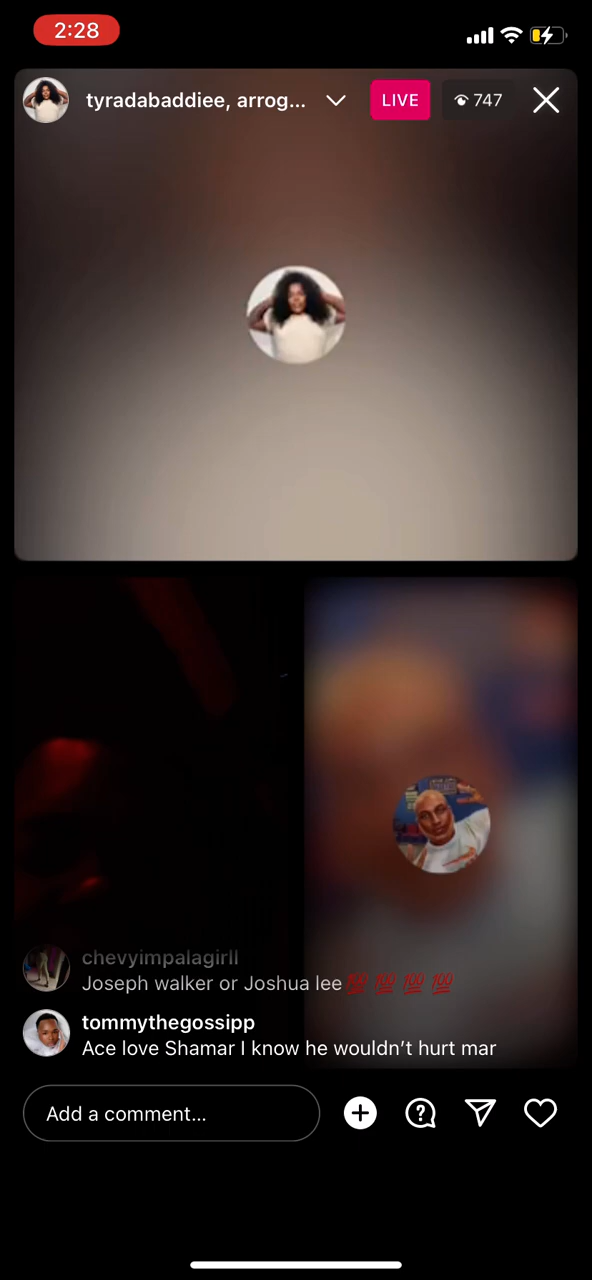 2:28
tyradabaddiee, arrog...
LIVE
747
chevyimpalagirll
Joseph walker or Joshua lee 💯 💯 💯 💯
tommythegossipp
Ace love Shamar I know he wouldn't hurt mar
Add a comment...